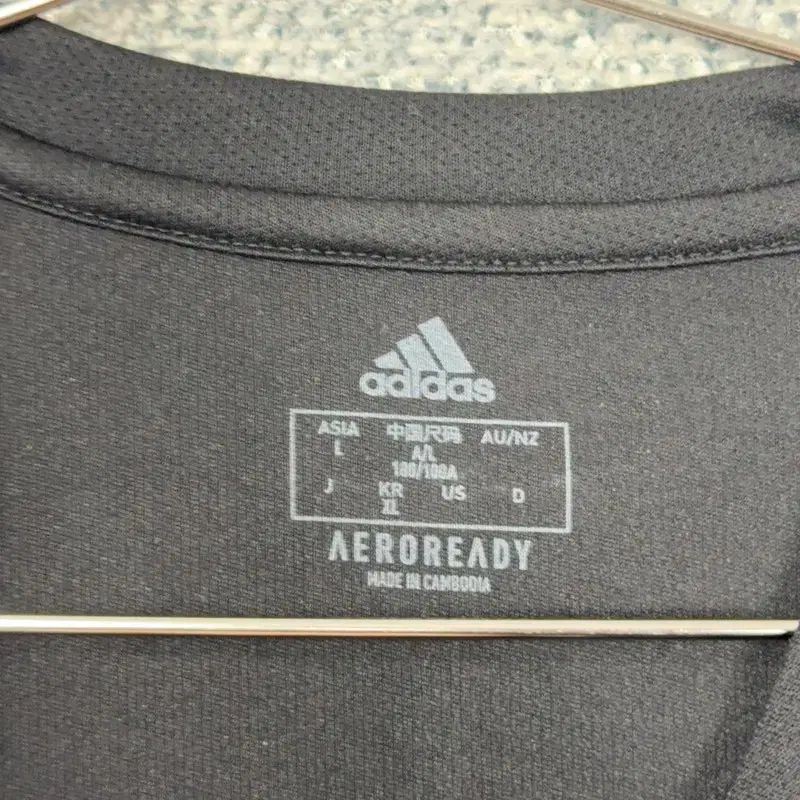 adidas
ASIA 中国尺码 AU/NZ
L A/L
180/100A
J KR US D
XL
AEROREADY
MADE IN CAMBODIA